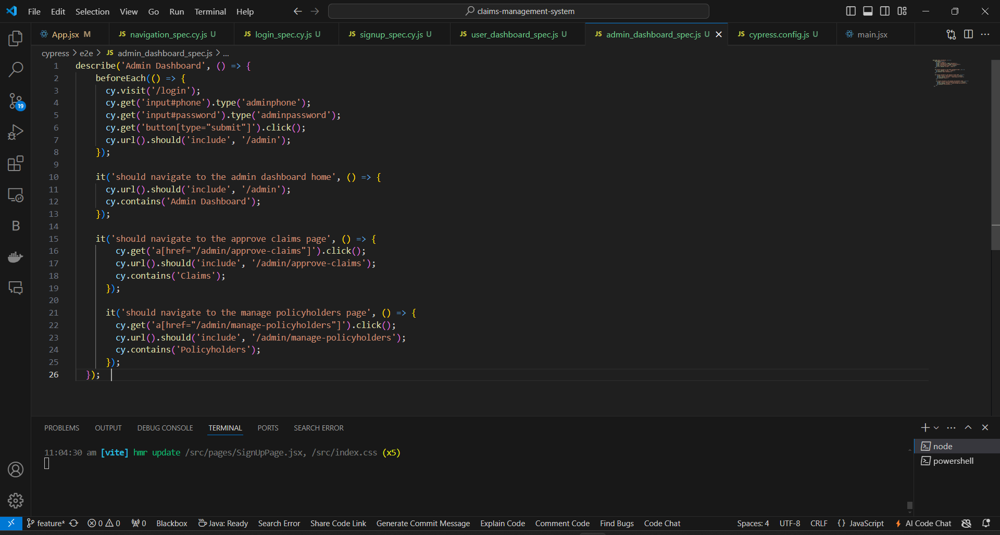 File Edit Selection View Go Run Terminal Help claims-management-system
App.jsx M JS navigation_spec.cy.js U JS login_spec.cy.js U JS signup_spec.cy.js U JS user_dashboard_spec.js U JS admin_dashboard_spec.js U JS cypress.config.js U main.jsx
cypress > e2e > JS admin_dashboard_spec.js > ...
1 describe('Admin Dashboard', () => {
2 beforeEach(() => {
3 cy.visit('/login');
4 cy.get('input#phone').type('adminphone');
5 cy.get('input#password').type('adminpassword');
6 cy.get('button[type="submit"]').click();
7 cy.url().should('include', '/admin');
8 });
9
10 it('should navigate to the admin dashboard home', () => {
11 cy.url().should('include', '/admin');
12 cy.contains('Admin Dashboard');
13 });
14
15 it('should navigate to the approve claims page', () => {
16 cy.get('a[href="/admin/approve-claims"]').click();
17 cy.url().should('include', '/admin/approve-claims');
18 cy.contains('Claims');
19 });
20
21 it('should navigate to the manage policyholders page', () => {
22 cy.get('a[href="/admin/manage-policyholders"]').click();
23 cy.url().should('include', '/admin/manage-policyholders');
24 cy.contains('Policyholders');
25 });
26 });
19
B
PROBLEMS OUTPUT DEBUG CONSOLE TERMINAL PORTS SEARCH ERROR
11:04:30 am [vite] hmr update /src/pages/SignUpPage.jsx, /src/index.css (x5)
node
powershell
feature* 0 0 0 Blackbox Java: Ready Search Error Share Code Link Generate Commit Message Explain Code Comment Code Find Bugs Code Chat Spaces: 4 UTF-8 CRLF {} JavaScript AI Code Chat